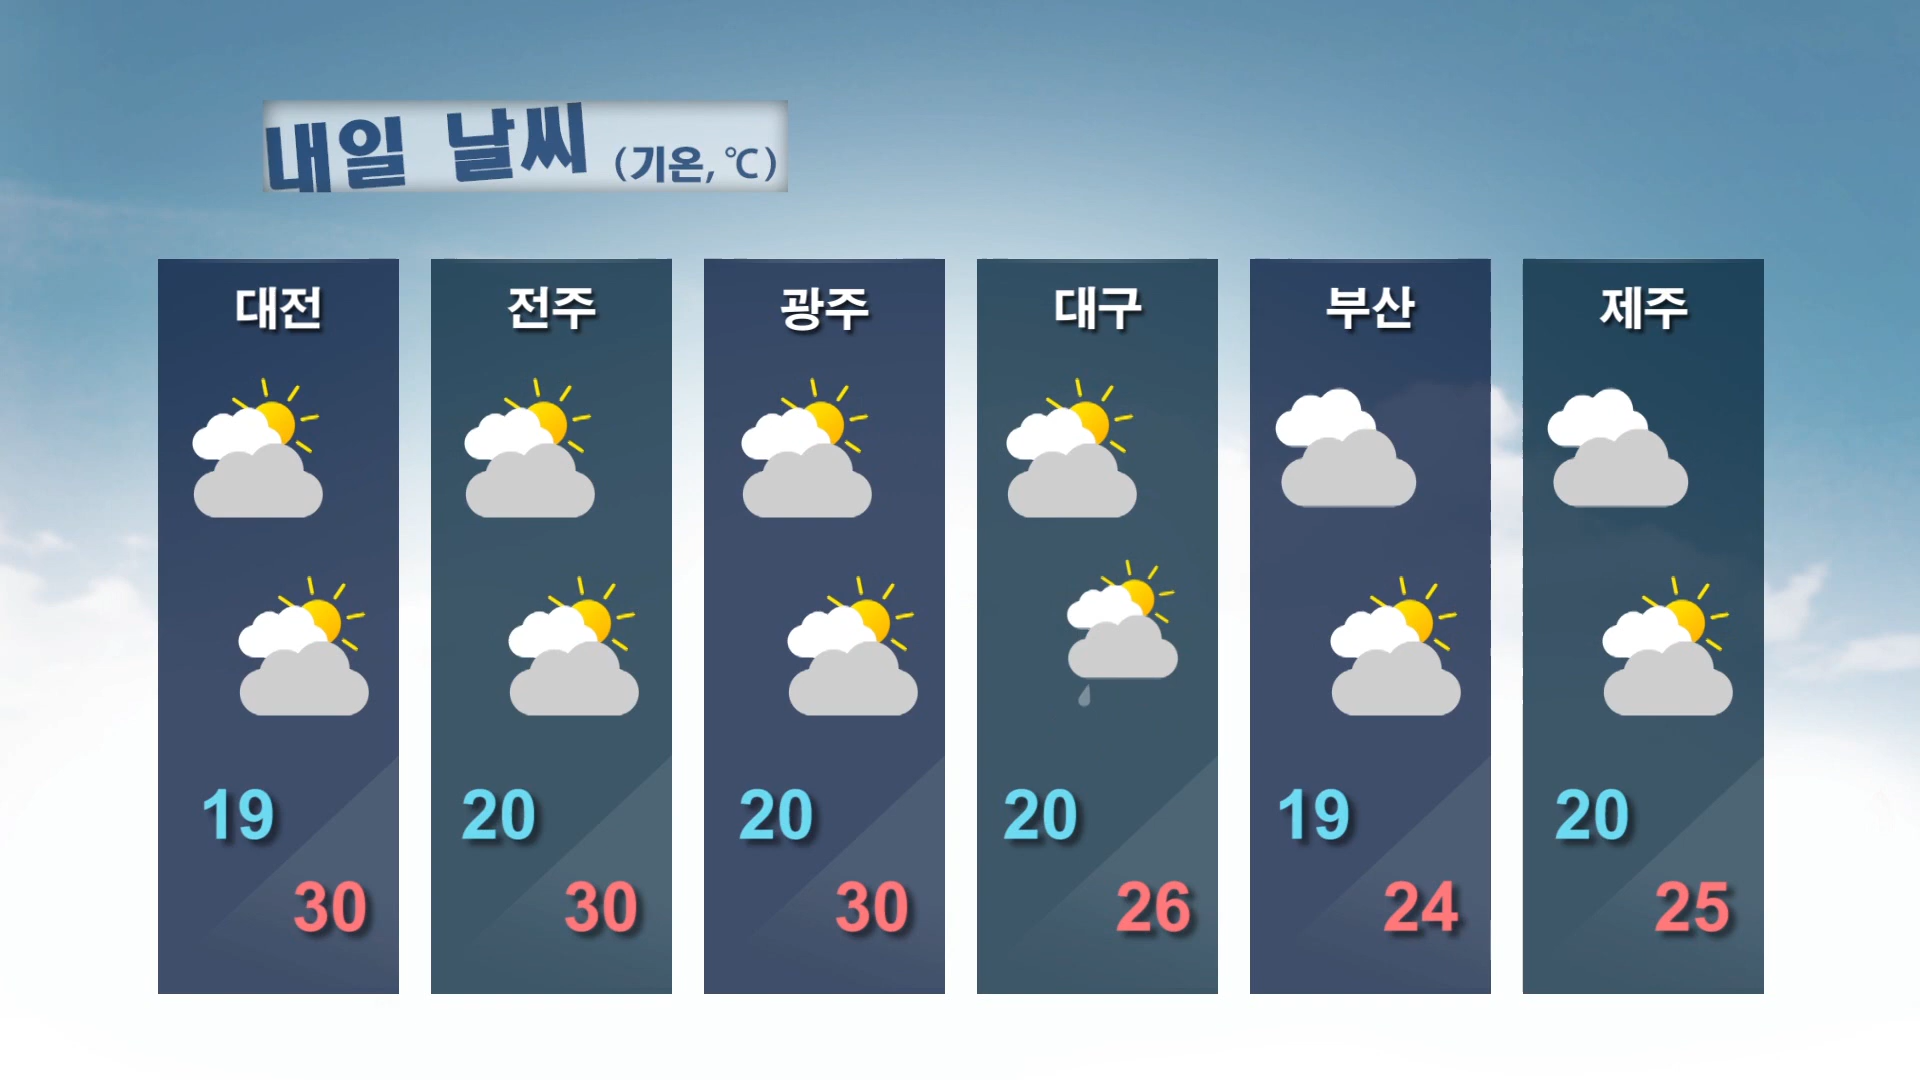 내일 날씨 (기온, ℃)
대전 전주 광주 대구 부산 제주
19 20 20 20 19 20
30 30 30 26 24 25